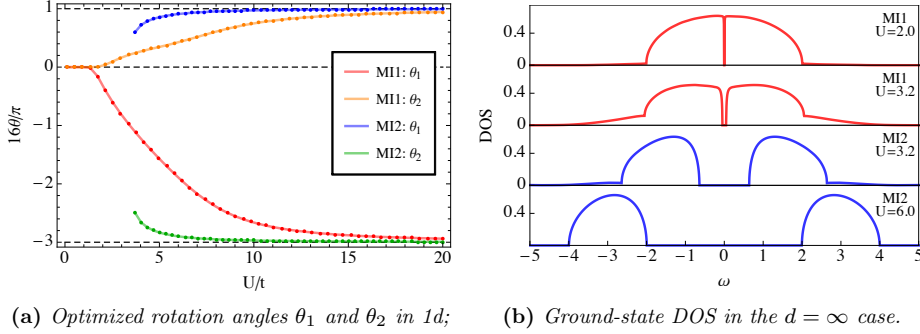 1
0
−1
−2
−3
16θ/π
0
5
10
15
20
U/t
MI1: θ₁
MI1: θ₂
MI2: θ₁
MI2: θ₂
(a) Optimized rotation angles θ₁ and θ₂ in 1d;
DOS
0.4
0
0.4
0
0.4
0
0.4
MI1
U=2.0
MI1
U=3.2
MI2
U=3.2
MI2
U=6.0
−5
−4
−3
−2
−1
0
1
2
3
4
5
ω
(b) Ground-state DOS in the d = ∞ case.